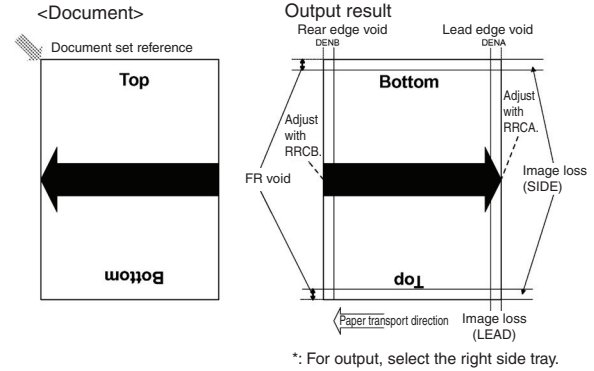 <Document>
Document set reference
Top
Bottom
Output result
Rear edge void
DENB
Lead edge void
DENA
Bottom
Adjust
with
RRCB.
Adjust
with
RRCA.
FR void
Image loss
(SIDE)
Top
Paper transport direction
Image loss
(LEAD)
*: For output, select the right side tray.